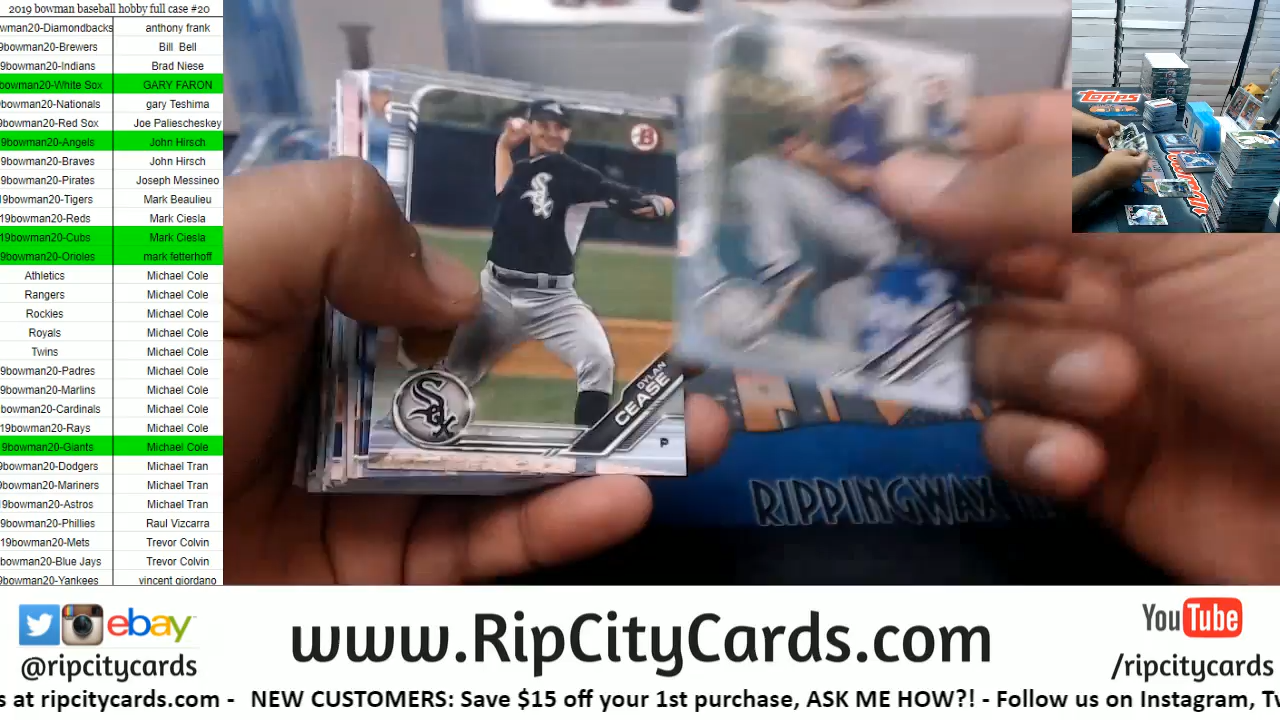 2019 bowman baseball hobby full case #20
wman20-Diamondbacks anthony frank
9bowman20-Brewers Bill Bell
9bowman20-Indians Brad Niese
bowman20-White Sox GARY FARON
bowman20-Nationals gary Teshima
9bowman20-Red Sox Joe Paliescheskey
9bowman20-Angels John Hirsch
9bowman20-Braves John Hirsch
9bowman20-Pirates Joseph Messineo
19bowman20-Tigers Mark Beaulieu
19bowman20-Reds Mark Ciesla
19bowman20-Cubs Mark Ciesla
9bowman20-Orioles mark fetterhoff
Athletics Michael Cole
Rangers Michael Cole
Rockies Michael Cole
Royals Michael Cole
Twins Michael Cole
9bowman20-Padres Michael Cole
9bowman20-Marlins Michael Cole
bowman20-Cardinals Michael Cole
19bowman20-Rays Michael Cole
9bowman20-Giants Michael Cole
9bowman20-Dodgers Michael Tran
9bowman20-Mariners Michael Tran
9bowman20-Astros Michael Tran
9bowman20-Phillies Raul Vizcarra
19bowman20-Mets Trevor Colvin
bowman20-Blue Jays Trevor Colvin
9bowman20-Yankees vincent giordano
Topps
Sox
B
DYLAN
CEASE
P
Sox
RIPPINGWAX
ebay
@ripcitycards
www.RipCityCards.com
YouTube
/ripcitycards
s at ripcitycards.com - NEW CUSTOMERS: Save $15 off your 1st purchase, ASK ME HOW?! - Follow us on Instagram, Tw